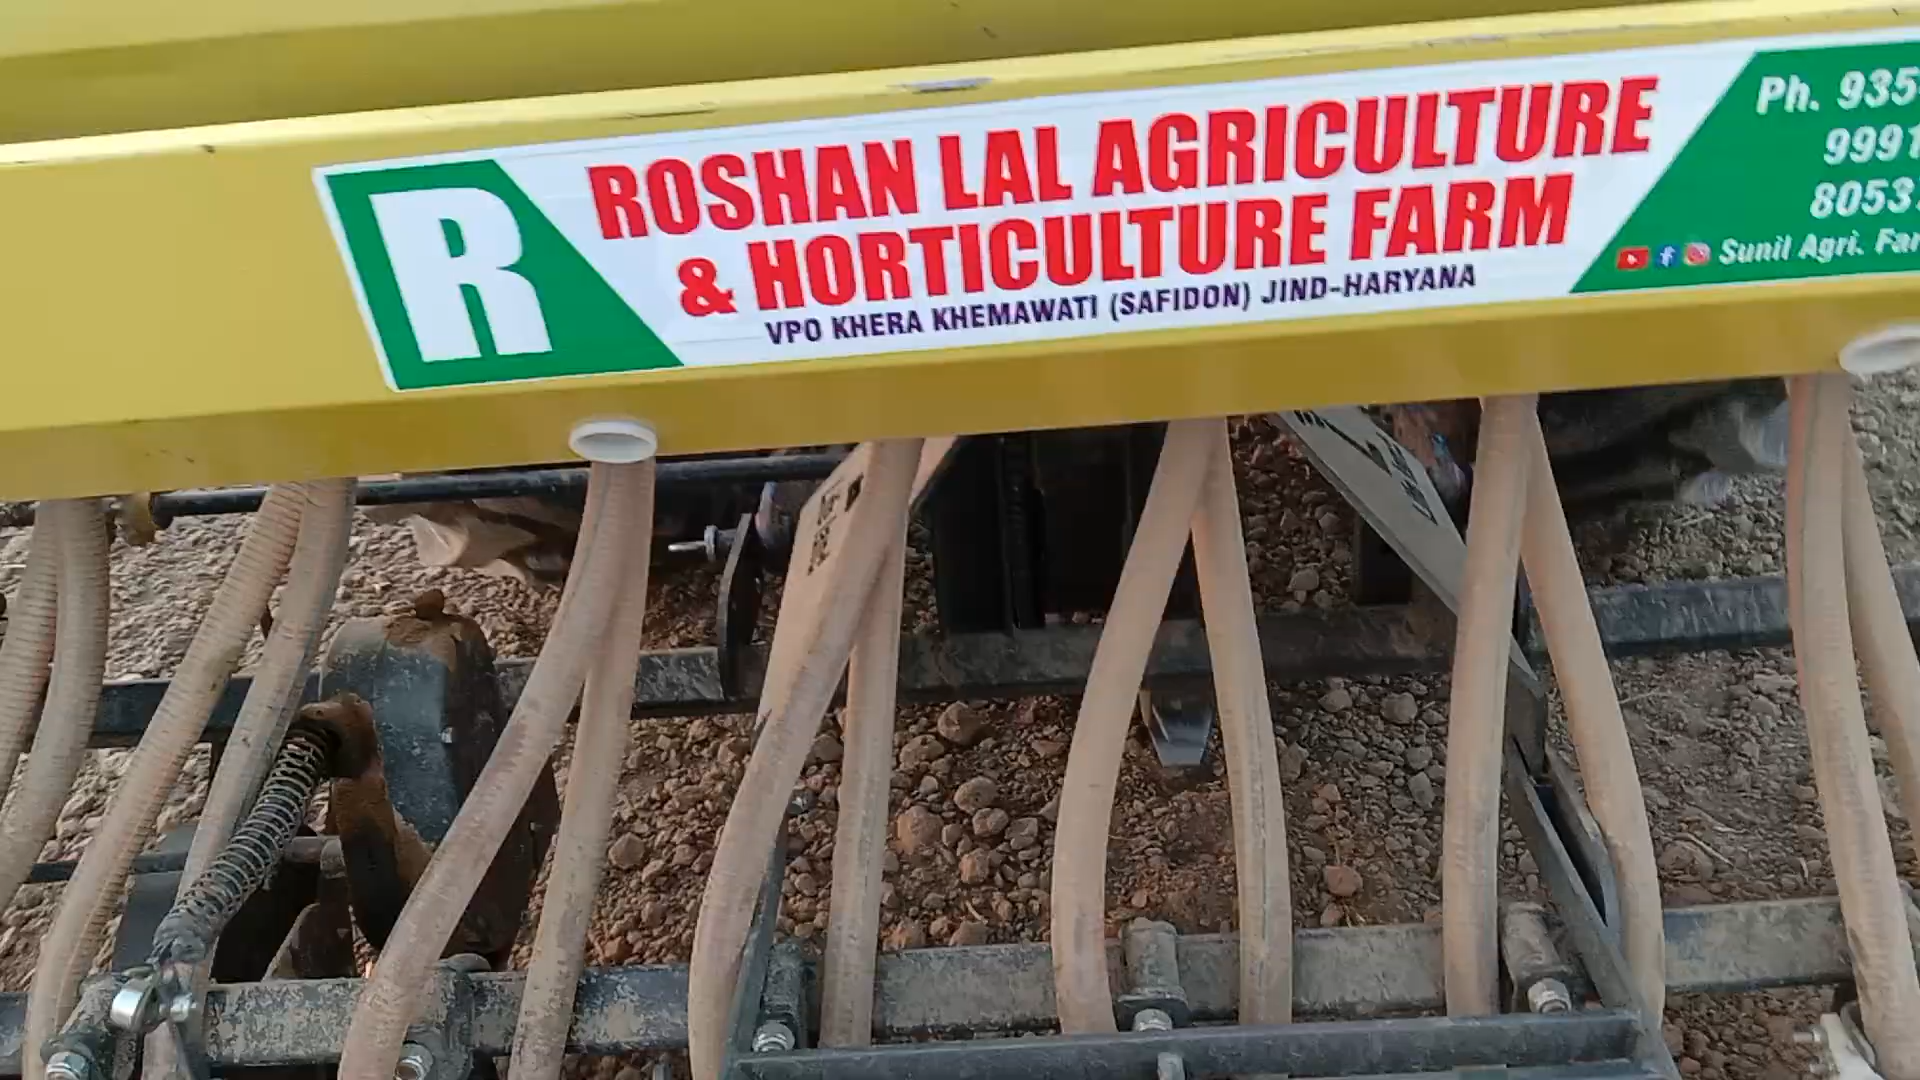 R
ROSHAN LAL AGRICULTURE
& HORTICULTURE FARM
VPO KHERA KHEMAWATI (SAFIDON) JIND-HARYANA
Ph. 935
9991
8053
Sunil Agri.